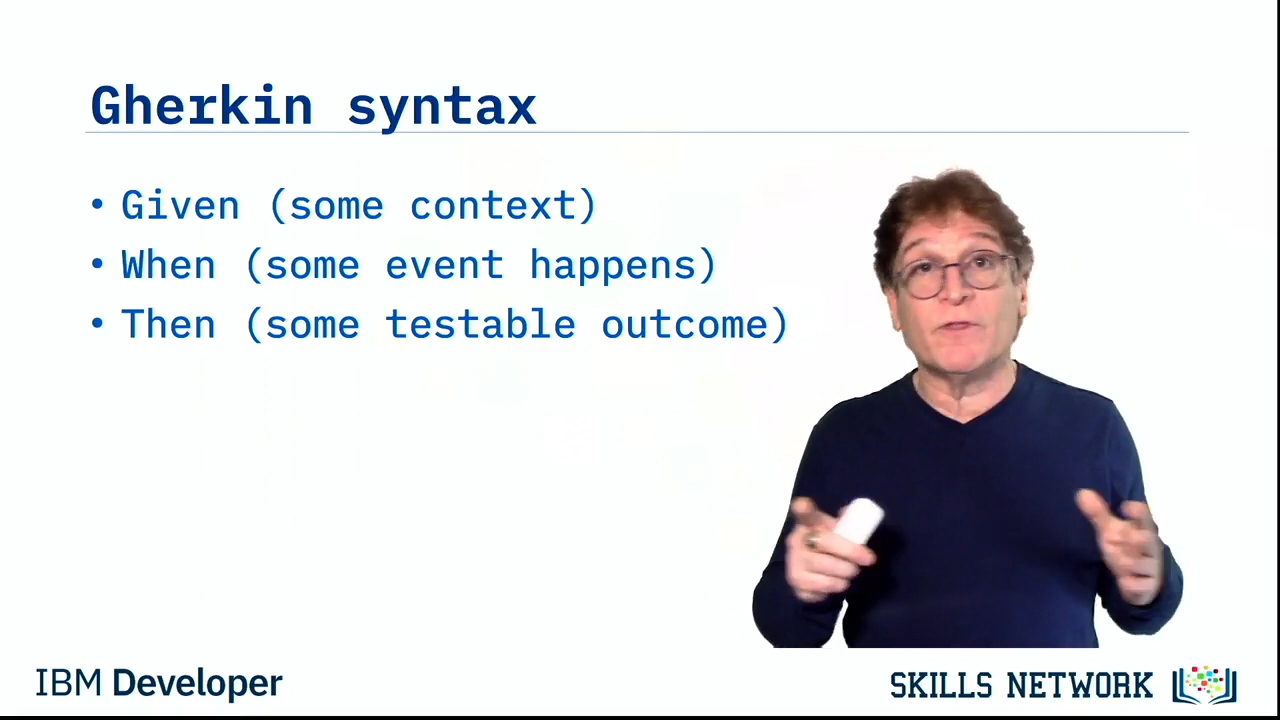 Gherkin syntax
• Given (some context)
• When (some event happens)
• Then (some testable outcome)
IBM Developer
SKILLS NETWORK